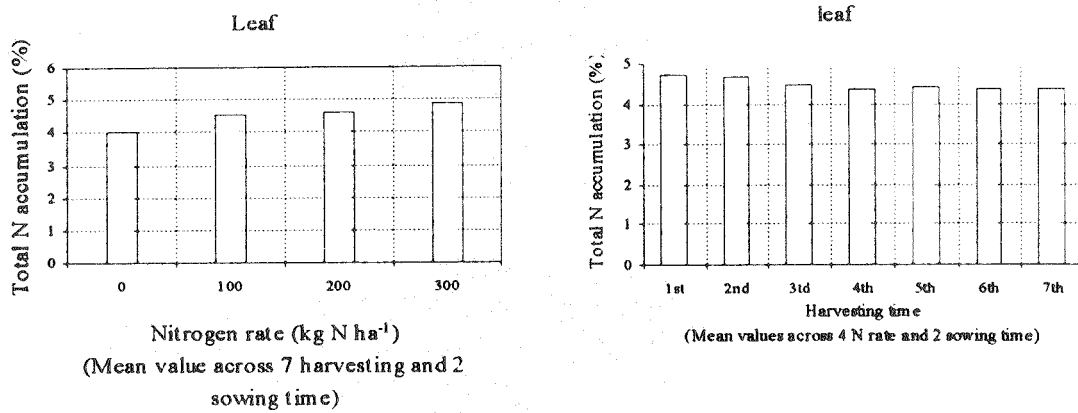 Leaf
Total N accumulation (%)
6
5
4
3
2
1
0
0 100 200 300
Nitrogen rate (kg N ha⁻¹)
(Mean value across 7 harvesting and 2
sowing time)
leaf
Total N accumulation (%)
5
4
3
2
1
0
1st 2nd 3td 4th 5th 6th 7th
Harvesting time
(Mean values across 4 N rate and 2 sowing time)